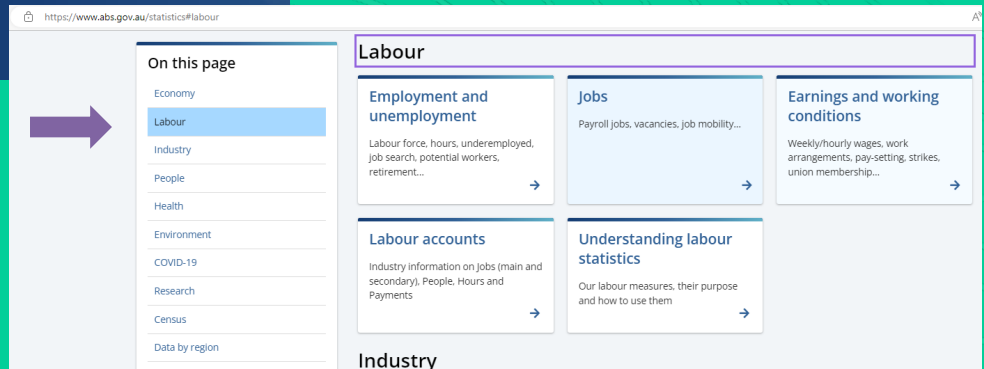 https://www.abs.gov.au/statistics#labour
On this page
Economy
Labour
Industry
People
Health
Environment
COVID-19
Research
Census
Data by region
Labour
Employment and
unemployment
Labour force, hours, underemployed,
job search, potential workers,
retirement...
Jobs
Payroll jobs, vacancies, job mobility...
Earnings and working
conditions
Weekly/hourly wages, work
arrangements, pay-setting, strikes,
union membership...
Labour accounts
Industry information on Jobs (main and
secondary), People, Hours and
Payments
Understanding labour
statistics
Our labour measures, their purpose
and how to use them
Industry